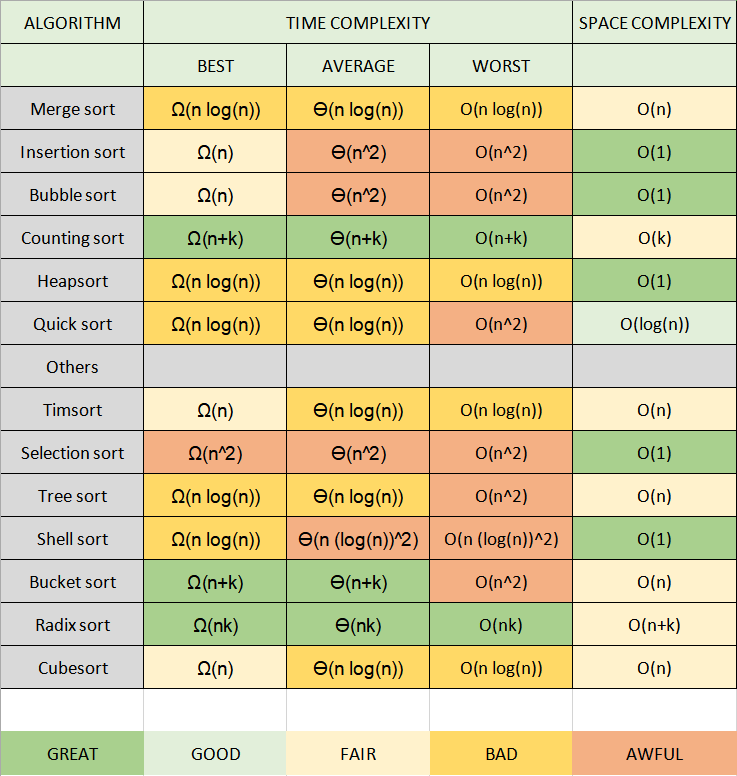 ALGORITHM TIME COMPLEXITY SPACE COMPLEXITY
BEST AVERAGE WORST
Merge sort Ω(n log(n)) Ө(n log(n)) O(n log(n)) O(n)
Insertion sort Ω(n) Ө(n^2) O(n^2) O(1)
Bubble sort Ω(n) Ө(n^2) O(n^2) O(1)
Counting sort Ω(n+k) Ө(n+k) O(n+k) O(k)
Heapsort Ω(n log(n)) Ө(n log(n)) O(n log(n)) O(1)
Quick sort Ω(n log(n)) Ө(n log(n)) O(n^2) O(log(n))
Others
Timsort Ω(n) Ө(n log(n)) O(n log(n)) O(n)
Selection sort Ω(n^2) Ө(n^2) O(n^2) O(1)
Tree sort Ω(n log(n)) Ө(n log(n)) O(n^2) O(n)
Shell sort Ω(n log(n)) Ө(n (log(n))^2) O(n (log(n))^2) O(1)
Bucket sort Ω(n+k) Ө(n+k) O(n^2) O(n)
Radix sort Ω(nk) Ө(nk) O(nk) O(n+k)
Cubesort Ω(n) Ө(n log(n)) O(n log(n)) O(n)
GREAT GOOD FAIR BAD AWFUL